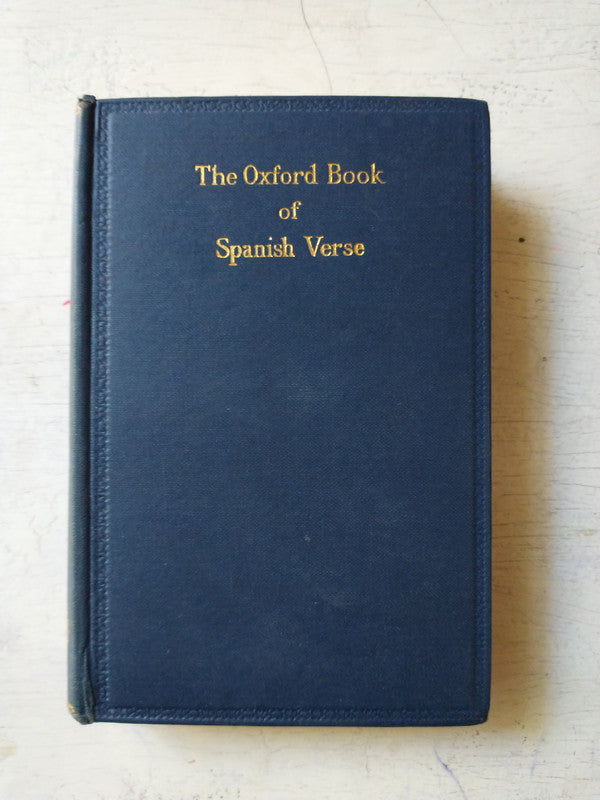 The Oxford Book
of
Spanish Verse